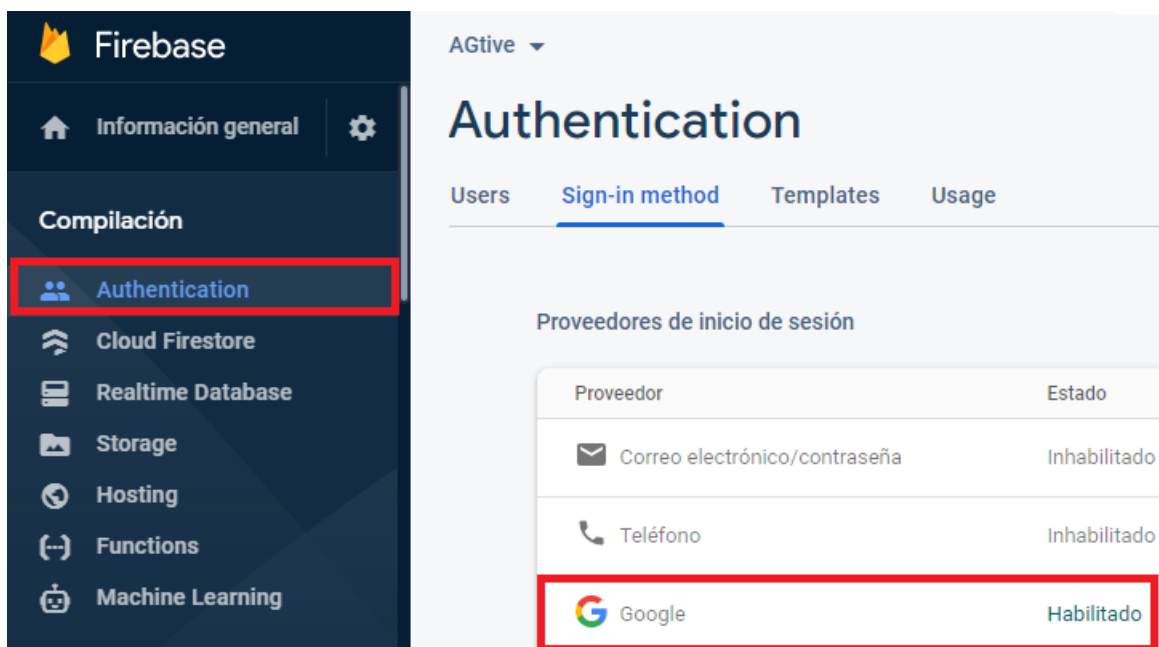 Firebase
Información general
Compilación
Authentication
Cloud Firestore
Realtime Database
Storage
Hosting
Functions
Machine Learning
AGtive
Authentication
Users Sign-in method Templates Usage
Proveedores de inicio de sesión
Proveedor Estado
Correo electrónico/contraseña Inhabilitado
Teléfono Inhabilitado
Google Habilitado